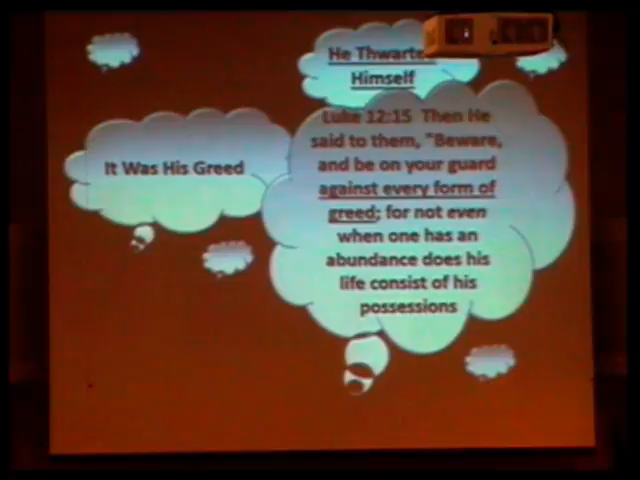 He Thwarte
Himself
It Was His Greed
Luke 12:15 Then He
said to them, "Beware,
and be on your guard
against every form of
greed; for not even
when one has an
abundance does his
life consist of his
possessions